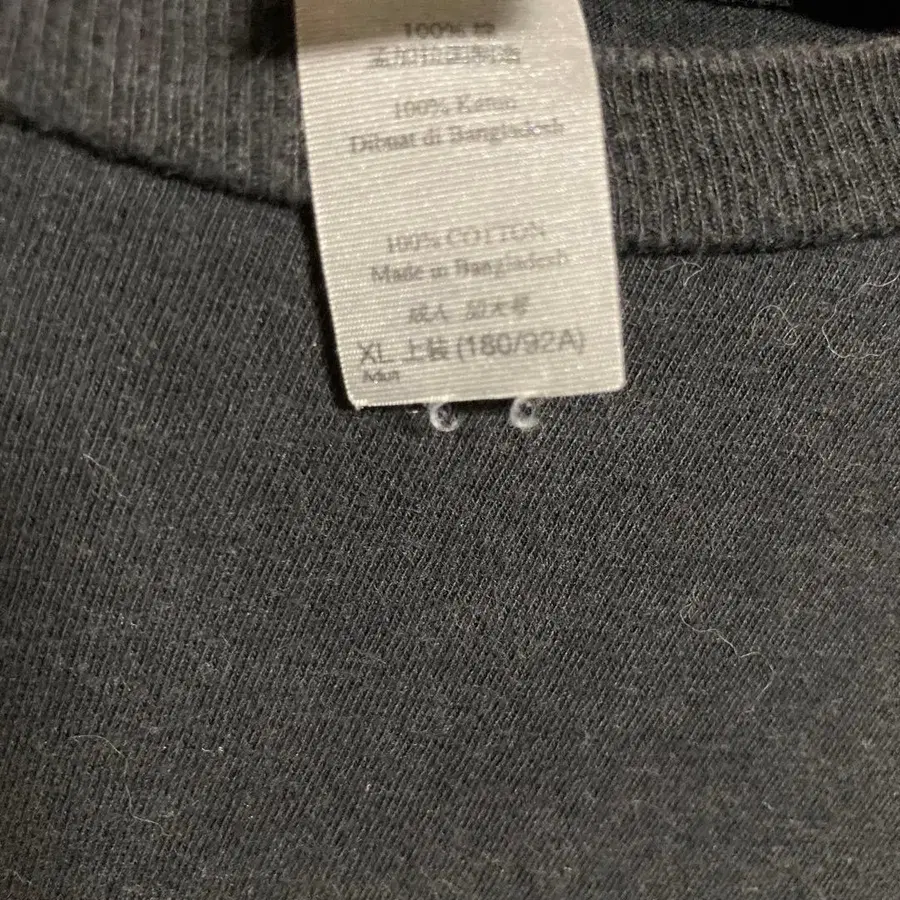 100% 棉
孟加拉国制造
100% Katun
Dibuat di Bangladesh
100% COTTON
Made in Bangladesh
成人 加大号
XL 上装 (180/92A)